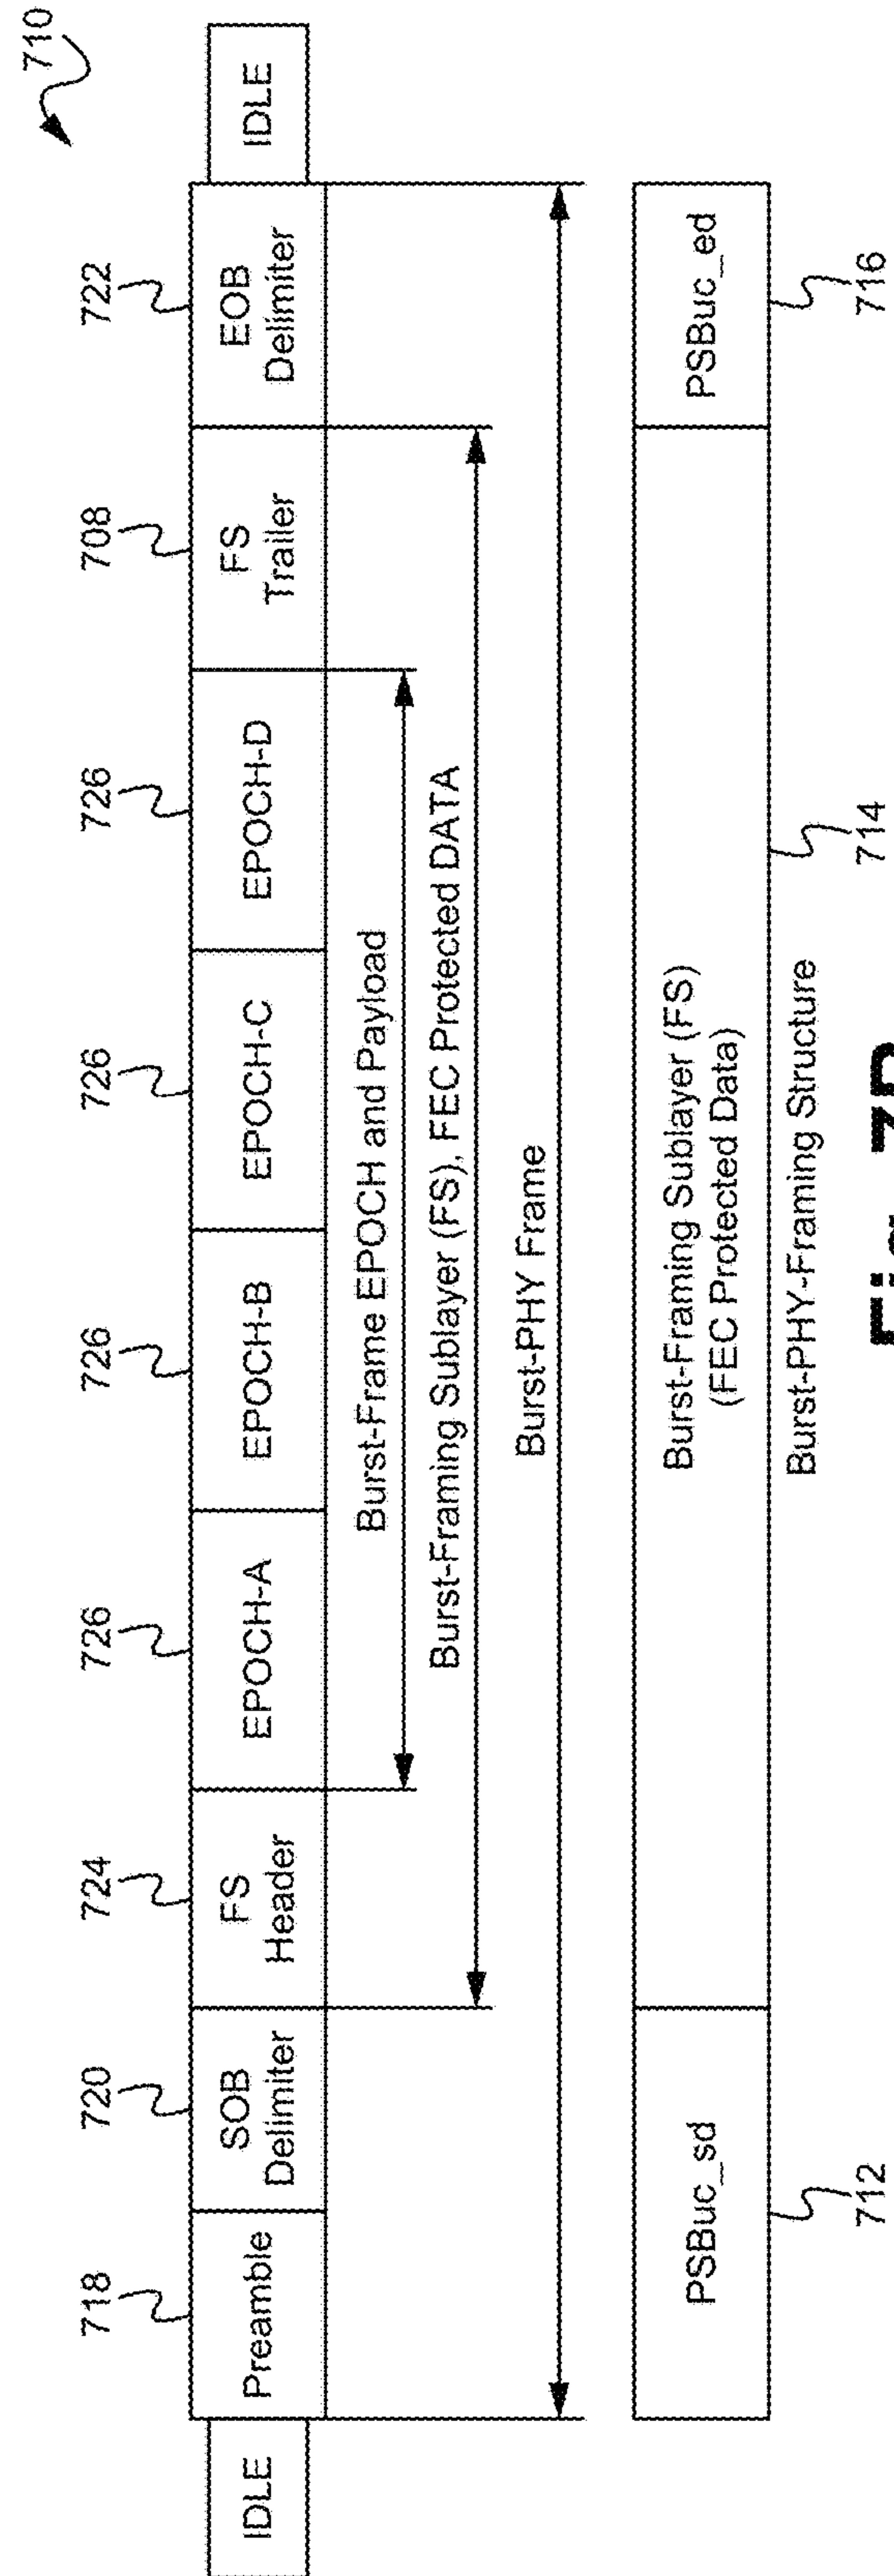 710
718 720 724 726 726 726 726 708 722
IDLE
Preamble
SOB
Delimiter
FS
Header
EPOCH-A
EPOCH-B
EPOCH-C
EPOCH-D
FS
Trailer
EOB
Delimiter
IDLE
Burst-Frame EPOCH and Payload
Burst-Framing Sublayer (FS), FEC Protected DATA
Burst-PHY Frame
PSBuc_sd
Burst-Framing Sublayer (FS)
(FEC Protected Data)
PSBuc_ed
712 714 716
Burst-PHY-Framing Structure